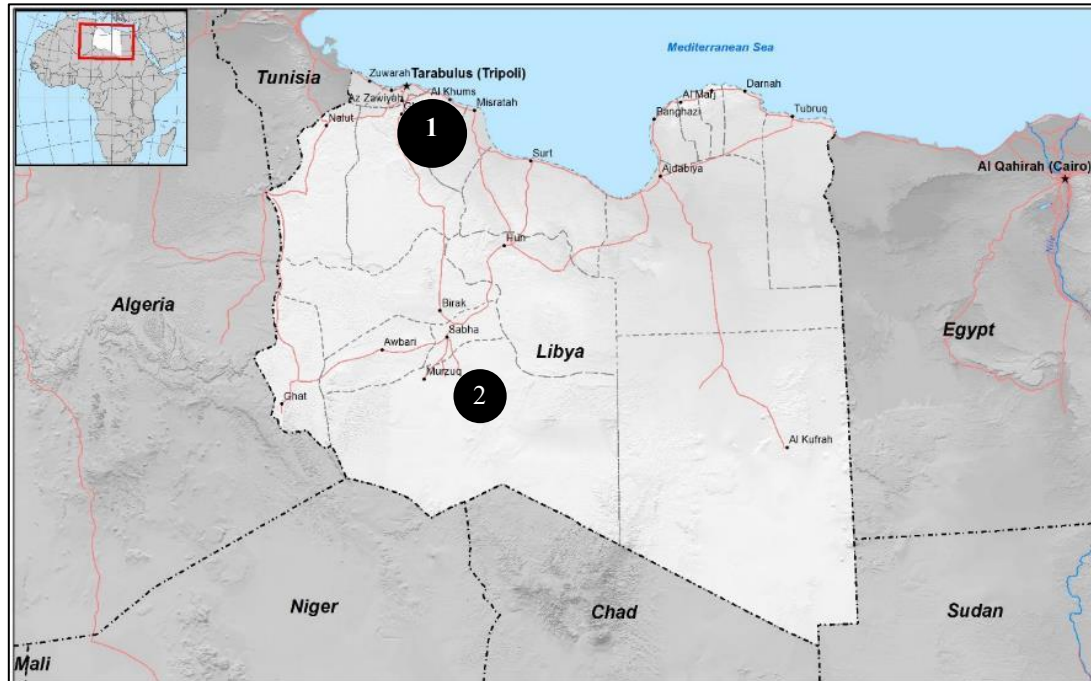 Mediterranean Sea
Tunisia
Zuwarah
Tarabulus (Tripoli)
Az Zawiyah
Al Khums
Misratah
Nalut
1
Surt
Banghazi
Al Marj
Darnah
Tubruq
Ajdabiya
Al Qahirah (Cairo)
Nile
Hun
Algeria
Birak
Sabha
Awbari
Murzuq
Libya
Egypt
2
Ghat
Al Kufrah
Niger
Chad
Sudan
Mali